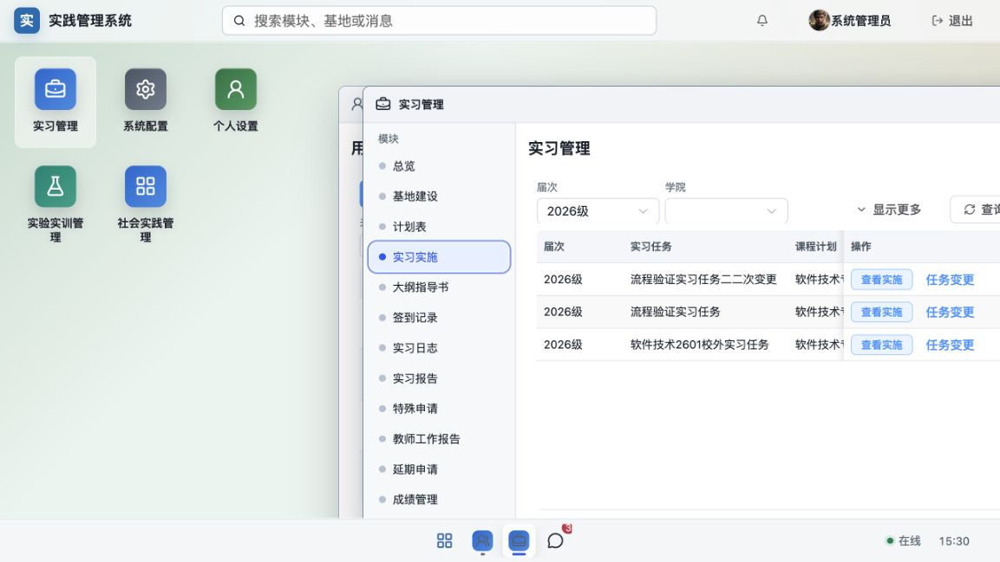 实 实践管理系统
搜索模块、基地或消息
系统管理员
退出
实习管理
系统配置
个人设置
实验实训管理
社会实践管理
用
实习管理
模块
总览
基地建设
计划表
实习实施
大纲指导书
签到记录
实习日志
实习报告
特殊申请
教师工作报告
延期申请
成绩管理
实习管理
届次 学院
2026级
显示更多
查询
届次 实习任务 课程计划 操作
2026级 流程验证实习任务二二次变更 软件技术 查看实施 任务变更
2026级 流程验证实习任务 软件技术 查看实施 任务变更
2026级 软件技术2601校外实习任务 软件技术 查看实施 任务变更
3
在线 15:30